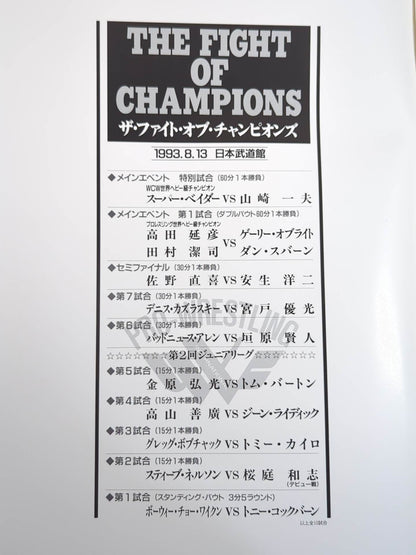 THE FIGHT
OF
CHAMPIONS
ザ・ファイト・オブ・チャンピオンズ
1993.8.13 日本武道館
◆メインエベント 特別試合(60分1本勝負)
WCW世界ヘビー級チャンピオン
スーパー・ベイダー VS 山崎一夫
◆メインエベント 第1試合(ダブルバウト60分1本勝負)
プロレスリング世界ヘビー級チャンピオン
高田延彦 VS ゲーリー・オブライト
田村潔司 ダン・スバーン
◆セミファイナル(30分1本勝負)
佐野直喜 VS 安生洋二
◆第7試合(30分1本勝負)
デニス・カズラスキー VS 宮戸優光
◆第6試合(30分1本勝負)
バッドニュース・アレン VS 垣原賢人
☆☆☆☆☆☆☆☆第2回ジュニアリーグ☆☆☆☆☆☆☆☆
◆第5試合(15分1本勝負)
金原弘光 VS トム・バートン
◆第4試合(15分1本勝負)
高山善廣 VS ジーン・ライディック
◆第3試合(15分1本勝負)
グレッグ・ボブチャック VS トミー・カイロ
◆第2試合(15分1本勝負)
スティーブ・ネルソン VS 桜庭和志
(デビュー戦)
◆第1試合(スタンディング・バウト 3分5ラウンド)
ボーウィー・チョーワイクン VS トニー・コックバーン
以上全10試合
PRO-WRESTLING